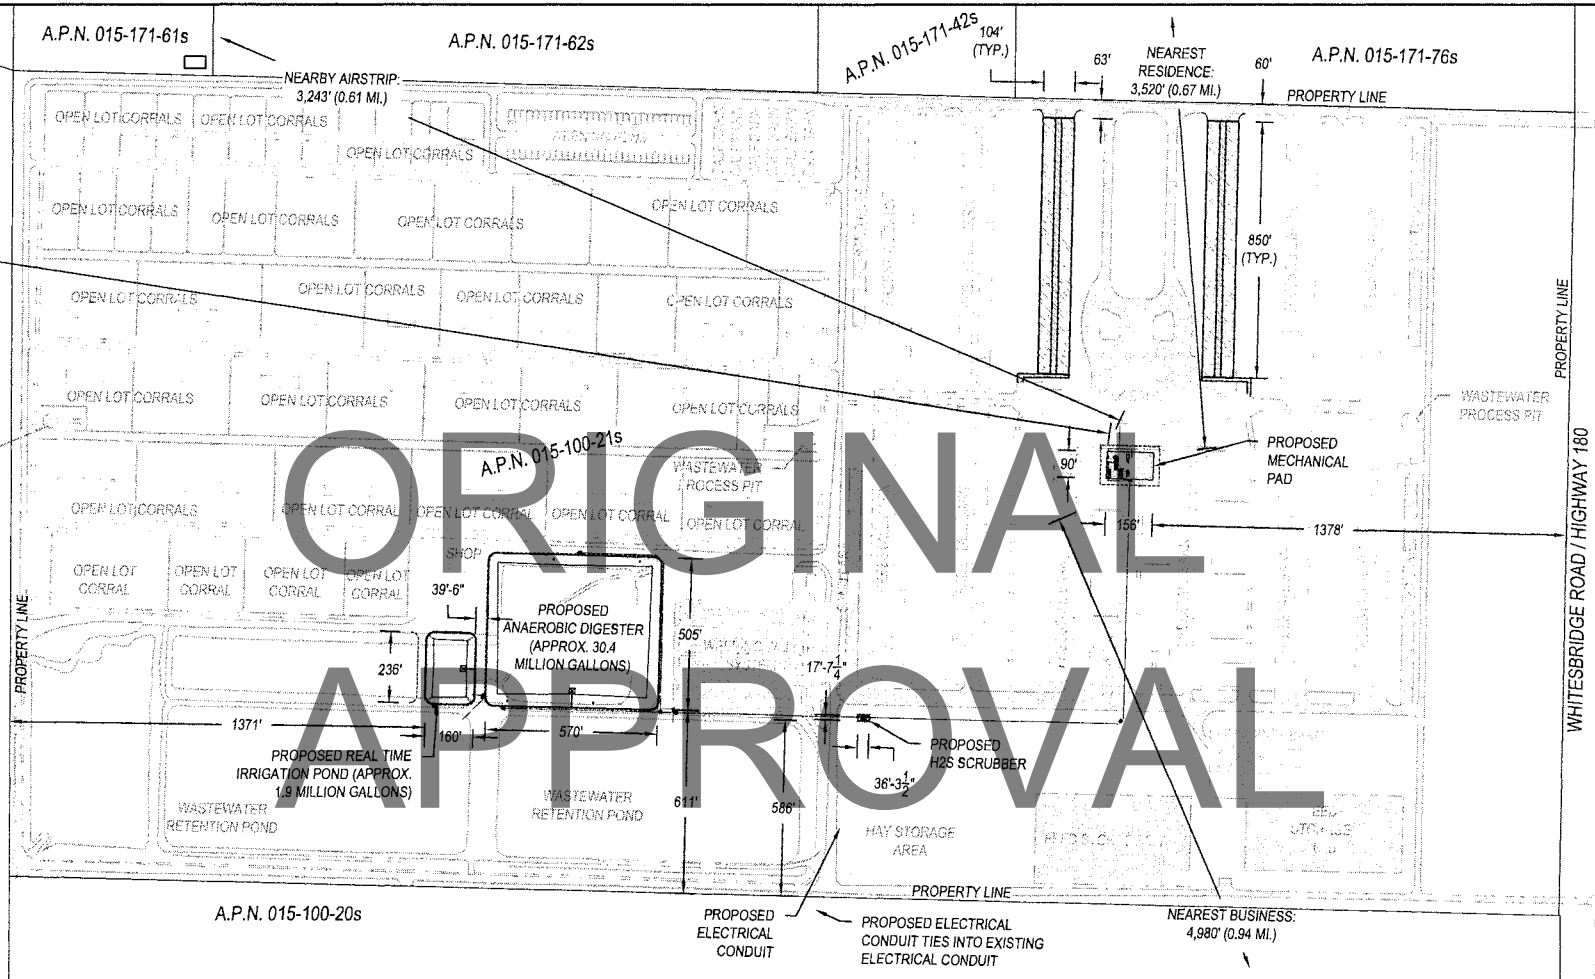 A.P.N. 015-171-61s
A.P.N. 015-171-62s
A.P.N. 015-171-42s
104'
(TYP.)
63'
NEAREST
RESIDENCE:
3,520' (0.67 MI.)
60'
A.P.N. 015-171-76s
PROPERTY LINE
NEARBY AIRSTRIP:
3,243' (0.61 MI.)
OPEN LOT CORRALS
OPEN LOT CORRALS
OPEN LOT CORRALS
OPEN LOT CORRALS
OPEN LOT CORRALS
OPEN LOT CORRALS
OPEN LOT CORRALS
850'
(TYP.)
OPEN LOT CORRALS
OPEN LOT CORRALS
OPEN LOT CORRALS
OPEN LOT CORRALS
PROPERTY LINE
OPEN LOT CORRALS
OPEN LOT CORRALS
OPEN LOT CORRALS
OPEN LOT CORRALS
WASTEWATER
PROCESS PIT
WHITESBRIDGE ROAD / HIGHWAY 180
ORIGINAL
APPROVAL
A.P.N. 015-100-21s
WASTEWATER
PROCESS PIT
90'
PROPOSED
MECHANICAL
PAD
156'
1378'
OPEN LOT CORRALS
OPEN LOT CORRAL
OPEN LOT CORRAL
OPEN LOT CORRAL
OPEN LOT CORRAL
SHOP
OPEN LOT
CORRAL
OPEN LOT
CORRAL
OPEN LOT
CORRAL
OPEN LOT
CORRAL
39'-6"
PROPOSED
ANAEROBIC DIGESTER
(APPROX. 30.4
MILLION GALLONS)
505'
PROPERTY LINE
236'
17'-7 1/4"
1371'
160'
570'
PROPOSED REAL TIME
IRRIGATION POND (APPROX.
1.9 MILLION GALLONS)
PROPOSED
H2S SCRUBBER
36'-3 1/2"
WASTEWATER
RETENTION POND
WASTEWATER
RETENTION POND
611'
586'
HAY STORAGE
AREA
STORAGE
PROPERTY LINE
A.P.N. 015-100-20s
PROPOSED
ELECTRICAL
CONDUIT
PROPOSED ELECTRICAL
CONDUIT TIES INTO EXISTING
ELECTRICAL CONDUIT
NEAREST BUSINESS:
4,980' (0.94 MI.)